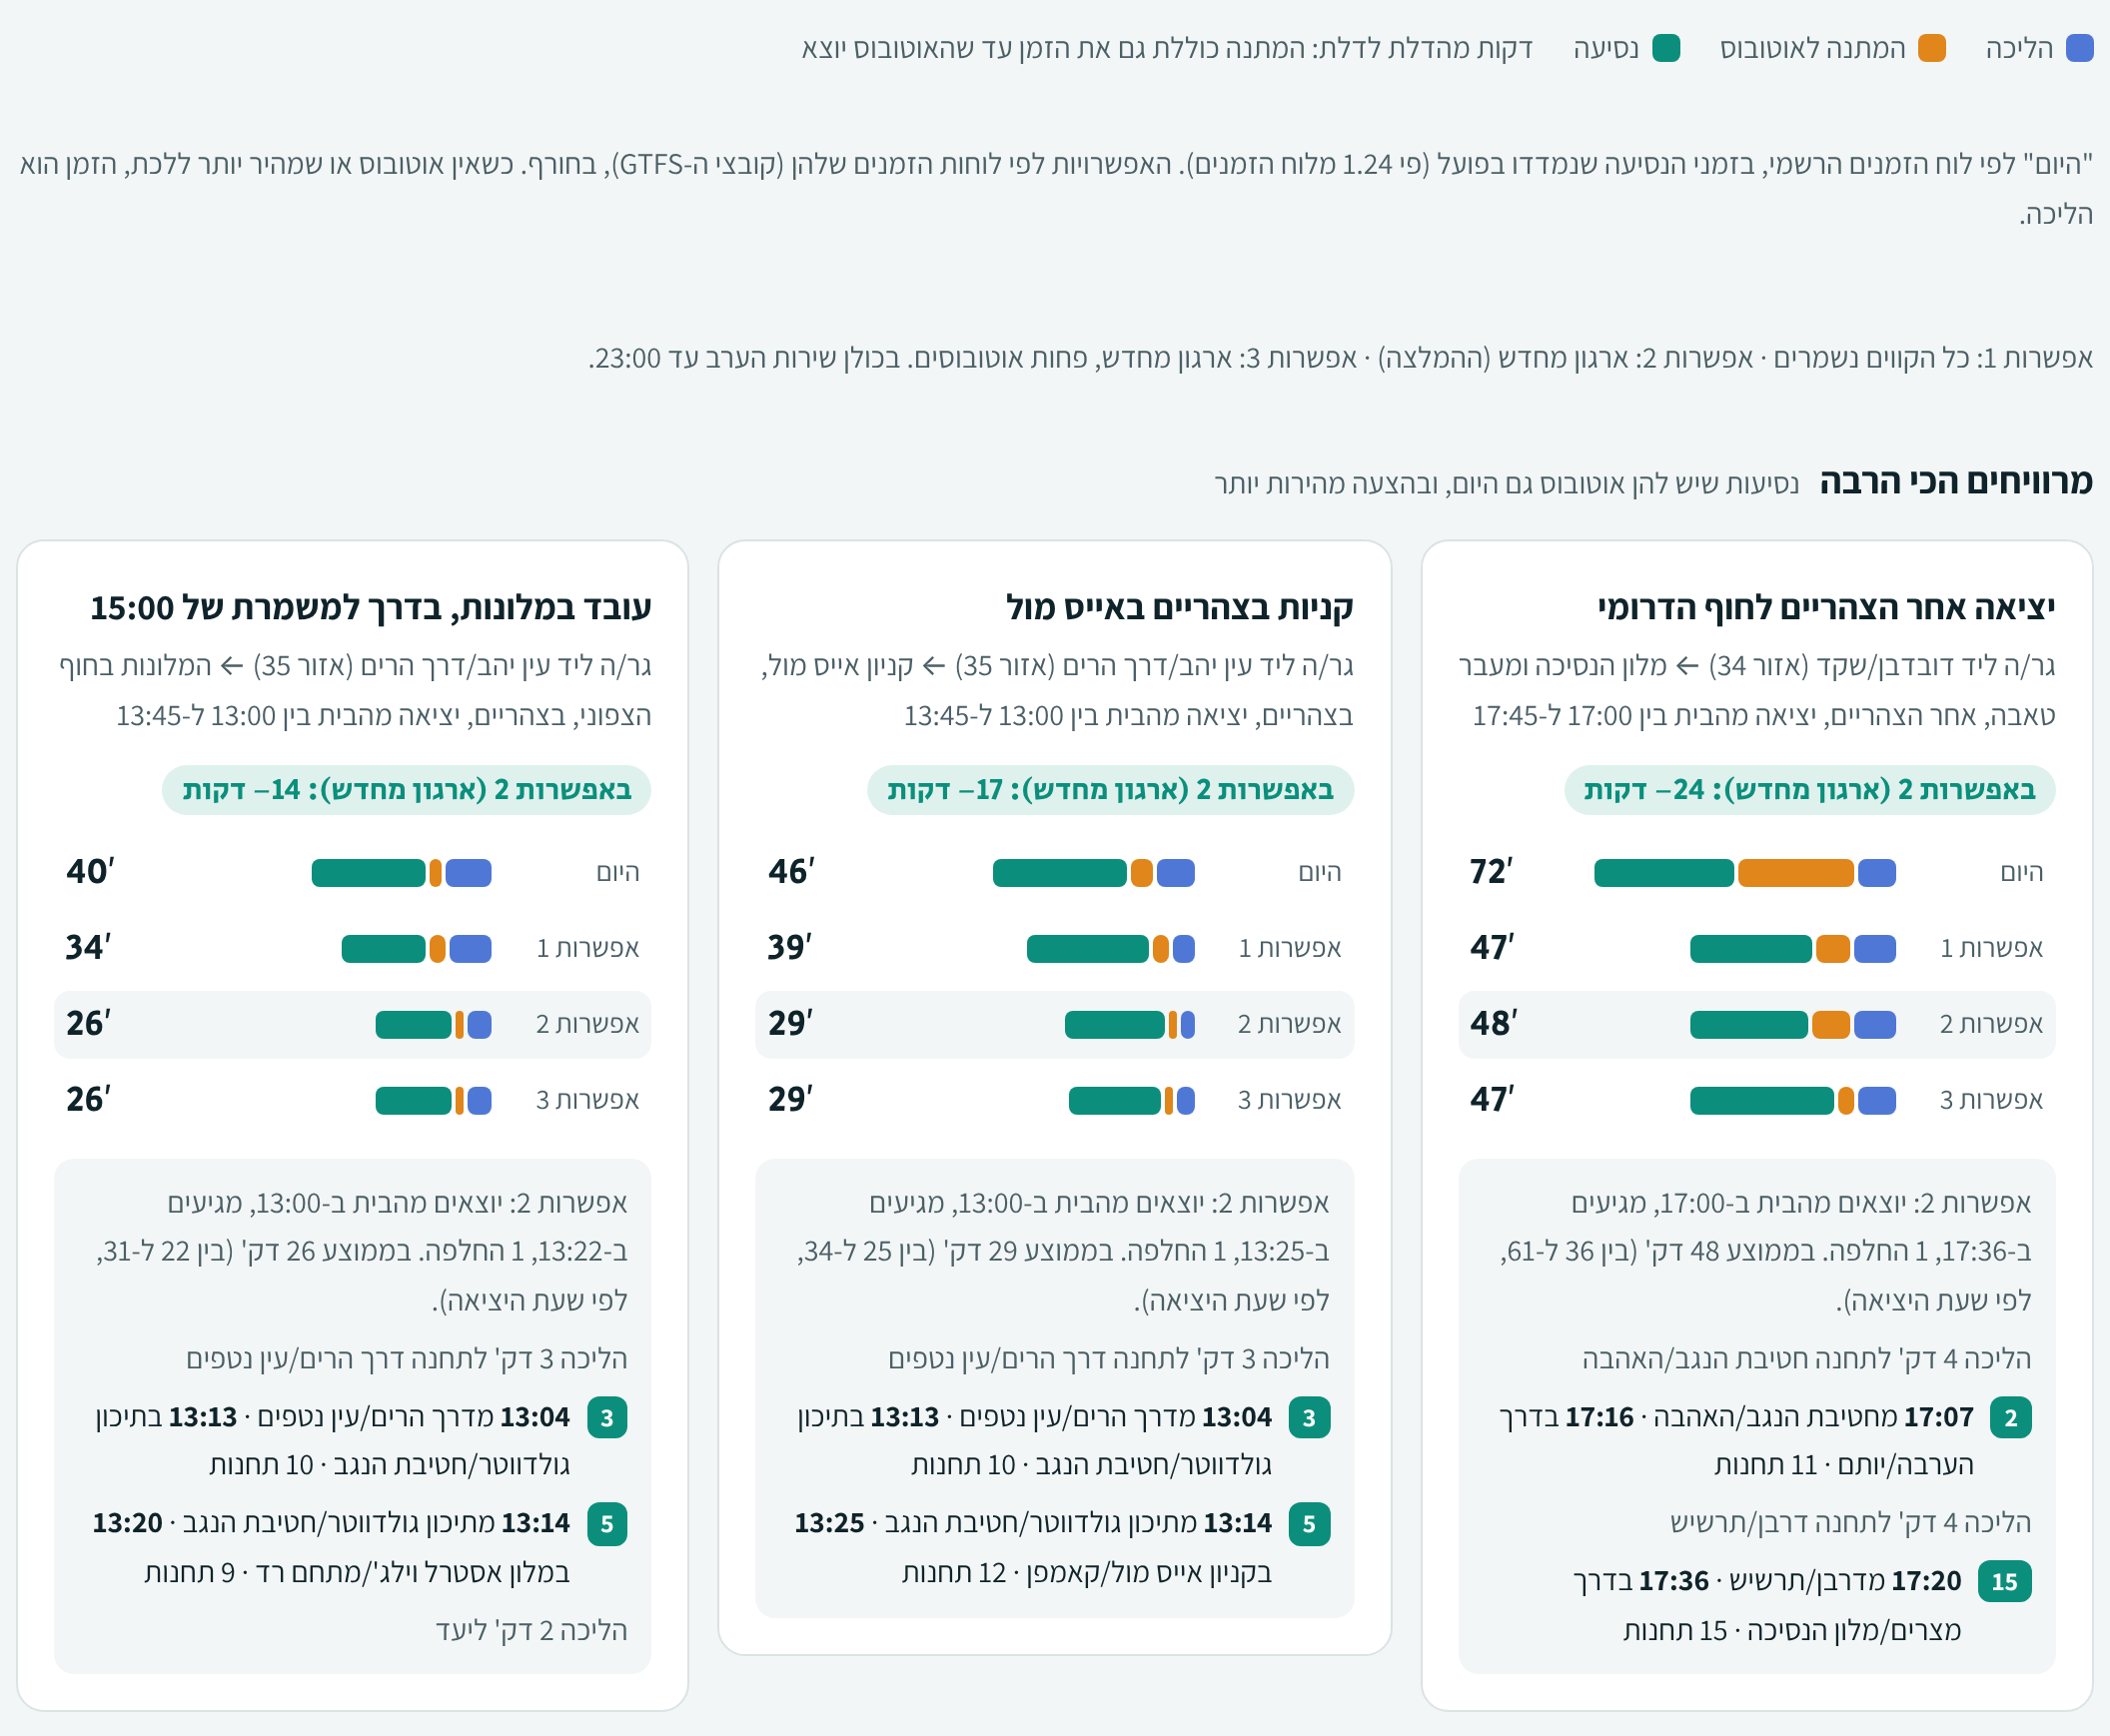 הליכה
המתנה לאוטובוס
נסיעה
דקות מהדלת לדלת: המתנה כוללת גם את הזמן עד שהאוטובוס יוצא
"היום" לפי לוח הזמנים הרשמי, בזמני הנסיעה שנמדדו בפועל (פי 1.24 מלוח הזמנים). האפשרויות לפי לוחות הזמנים שלהן (קובצי ה-GTFS), בחורף. כשאין אוטובוס או שמהיר יותר ללכת, הזמן הוא
הליכה.
אפשרות 1: כל הקווים נשמרים · אפשרות 2: ארגון מחדש (ההמלצה) · אפשרות 3: ארגון מחדש, פחות אוטובוסים. בכולן שירות הערב עד 23:00.
מרוויחים הכי הרבה נסיעות שיש להן אוטובוס גם היום, ובהצעה מהירות יותר
יציאה אחר הצהריים לחוף הדרומי
גר/ה ליד דובדבן/שקד (אזור 34) ← מלון הנסיכה ומעבר
טאבה, אחר הצהריים, יציאה מהבית בין 17:00 ל-17:45
באפשרות 2 (ארגון מחדש): 24– דקות
היום 72′
אפשרות 1 47′
אפשרות 2 48′
אפשרות 3 47′
אפשרות 2: יוצאים מהבית ב-17:00, מגיעים
ב-17:36, 1 החלפה. בממוצע 48 דק' (בין 36 ל-61,
לפי שעת היציאה).
הליכה 4 דק' לתחנה חטיבת הנגב/האהבה
2 17:07 מחטיבת הנגב/האהבה · 17:16 בדרך
הערבה/יותם · 11 תחנות
הליכה 4 דק' לתחנה דרבן/תרשיש
15 17:20 מדרבן/תרשיש · 17:36 בדרך
מצרים/מלון הנסיכה · 15 תחנות
קניות בצהריים באייס מול
גר/ה ליד עין יהב/דרך הרים (אזור 35) ← קניון אייס מול,
בצהריים, יציאה מהבית בין 13:00 ל-13:45
באפשרות 2 (ארגון מחדש): 17– דקות
היום 46′
אפשרות 1 39′
אפשרות 2 29′
אפשרות 3 29′
אפשרות 2: יוצאים מהבית ב-13:00, מגיעים
ב-13:25, 1 החלפה. בממוצע 29 דק' (בין 25 ל-34,
לפי שעת היציאה).
הליכה 3 דק' לתחנה דרך הרים/עין נטפים
3 13:04 מדרך הרים/עין נטפים · 13:13 בתיכון
גולדווטר/חטיבת הנגב · 10 תחנות
5 13:14 מתיכון גולדווטר/חטיבת הנגב · 13:25
בקניון אייס מול/קאמפן · 12 תחנות
עובד במלונות, בדרך למשמרת של 15:00
גר/ה ליד עין יהב/דרך הרים (אזור 35) ← המלונות בחוף
הצפוני, בצהריים, יציאה מהבית בין 13:00 ל-13:45
באפשרות 2 (ארגון מחדש): 14– דקות
היום 40′
אפשרות 1 34′
אפשרות 2 26′
אפשרות 3 26′
אפשרות 2: יוצאים מהבית ב-13:00, מגיעים
ב-13:22, 1 החלפה. בממוצע 26 דק' (בין 22 ל-31,
לפי שעת היציאה).
הליכה 3 דק' לתחנה דרך הרים/עין נטפים
3 13:04 מדרך הרים/עין נטפים · 13:13 בתיכון
גולדווטר/חטיבת הנגב · 10 תחנות
5 13:14 מתיכון גולדווטר/חטיבת הנגב · 13:20
במלון אסטרל וילג'/מתחם רד · 9 תחנות
הליכה 2 דק' ליעד